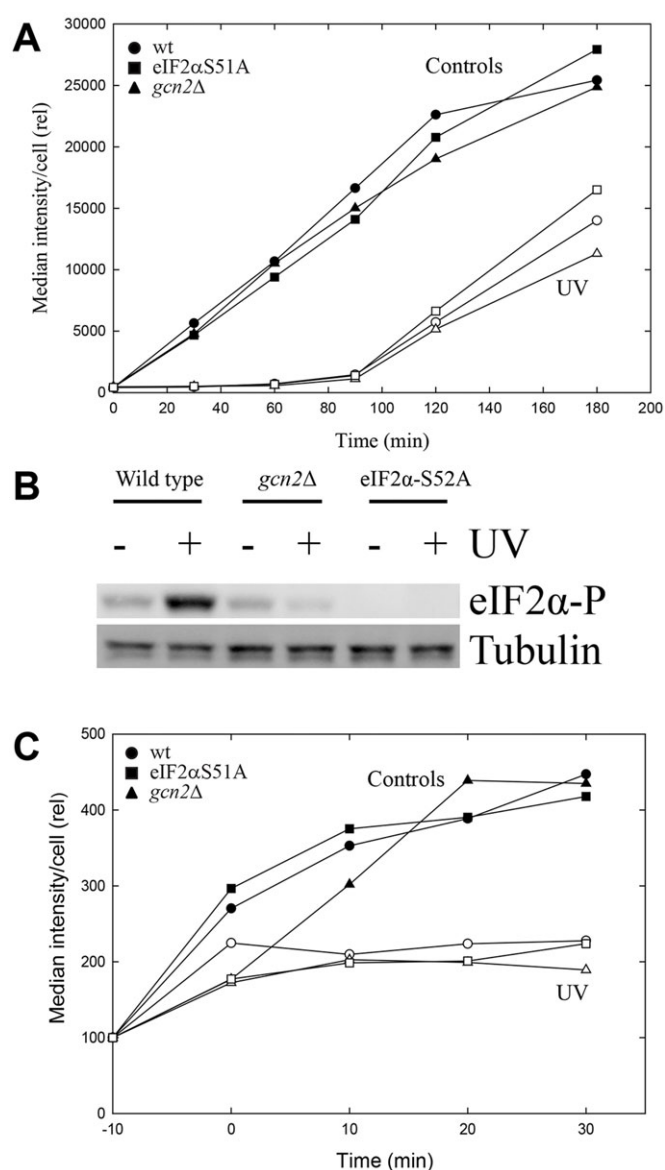 A
wt
eIF2αS51A
gcn2Δ
Controls
UV
Median intensity/cell (rel)
30000
25000
20000
15000
10000
5000
0
0 20 40 60 80 100 120 140 160 180 200
Time (min)
B
Wild type gcn2Δ eIF2α-S52A
- + - + - + UV
eIF2α-P
Tubulin
C
wt
eIF2αS51A
gcn2Δ
Controls
UV
Median intensity/cell (rel)
500
400
300
200
100
0
-10 0 10 20 30
Time (min)